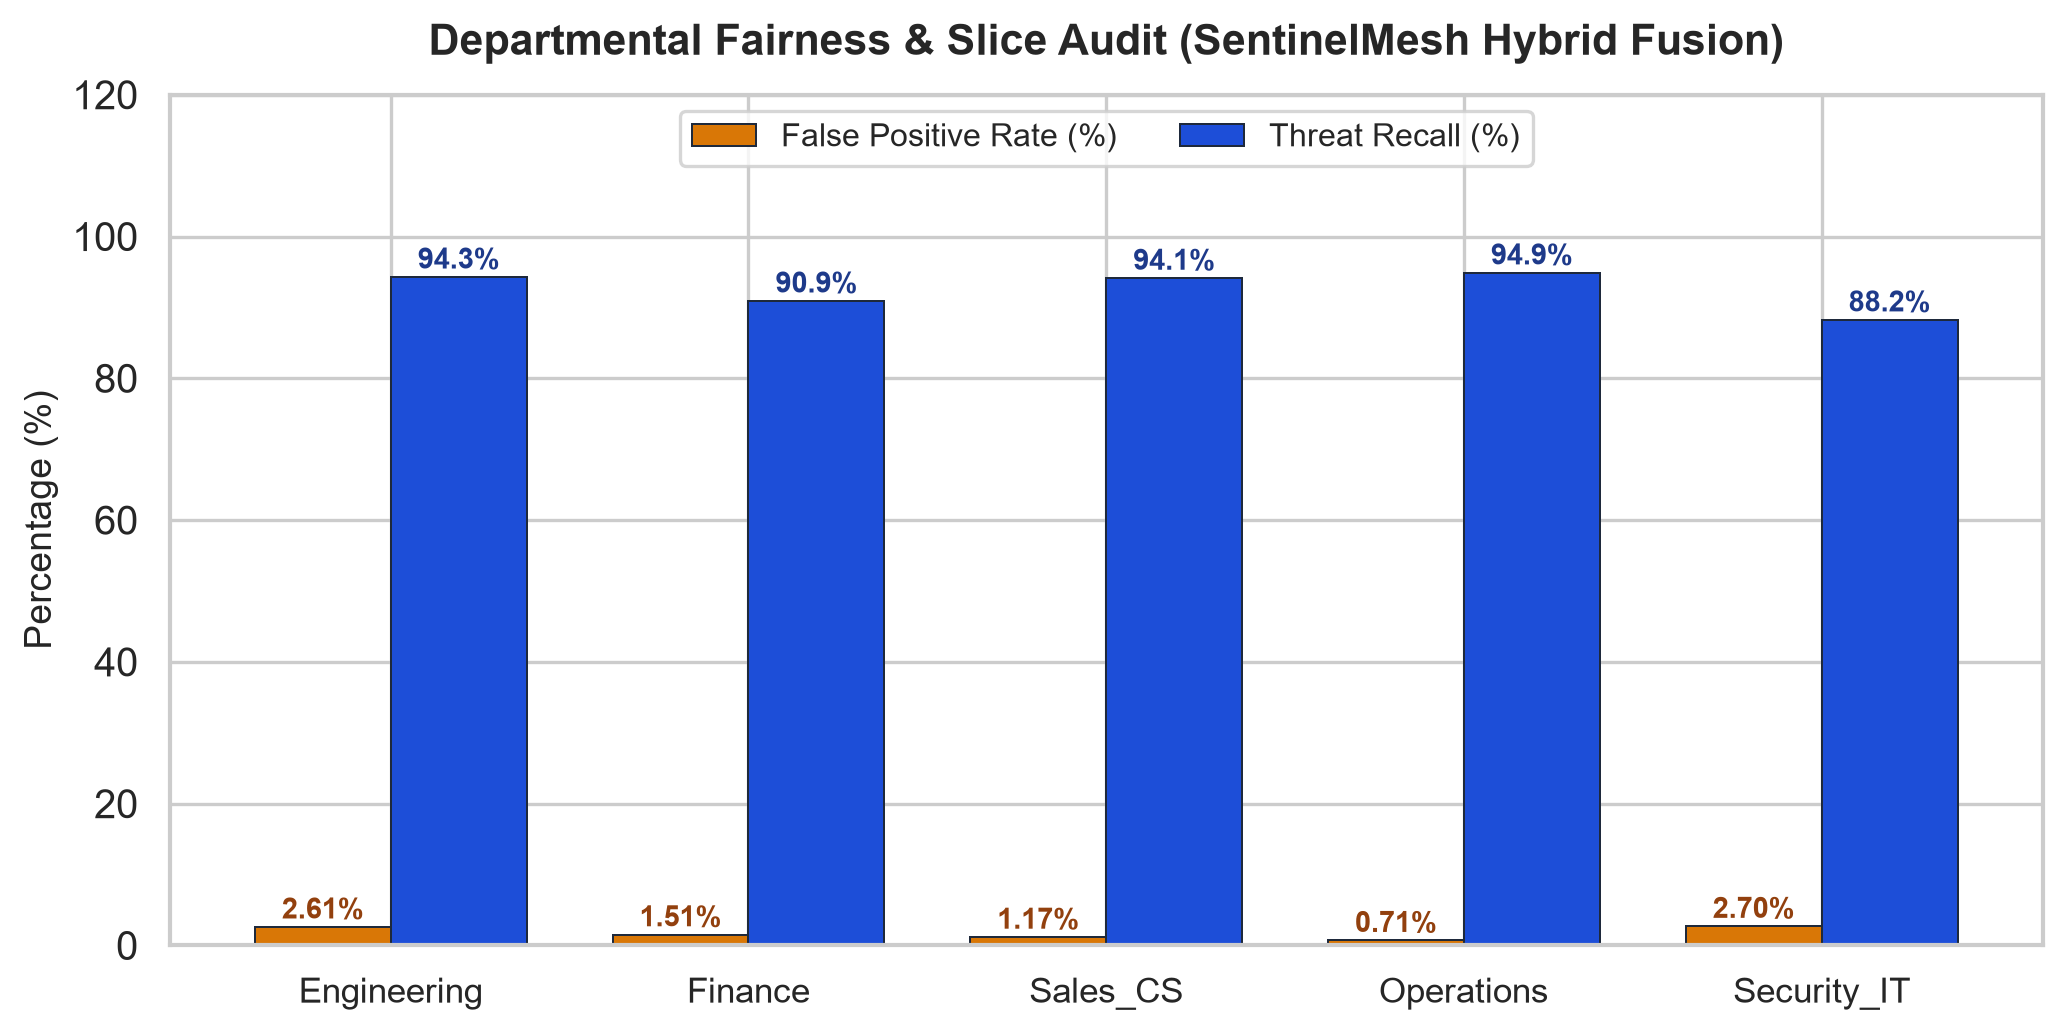 Departmental Fairness & Slice Audit (SentinelMesh Hybrid Fusion)
120
False Positive Rate (%) Threat Recall (%)
100
94.3% 90.9% 94.1% 94.9% 88.2%
80
Percentage (%)
60
40
20
2.61% 1.51% 1.17% 0.71% 2.70%
0
Engineering Finance Sales_CS Operations Security_IT